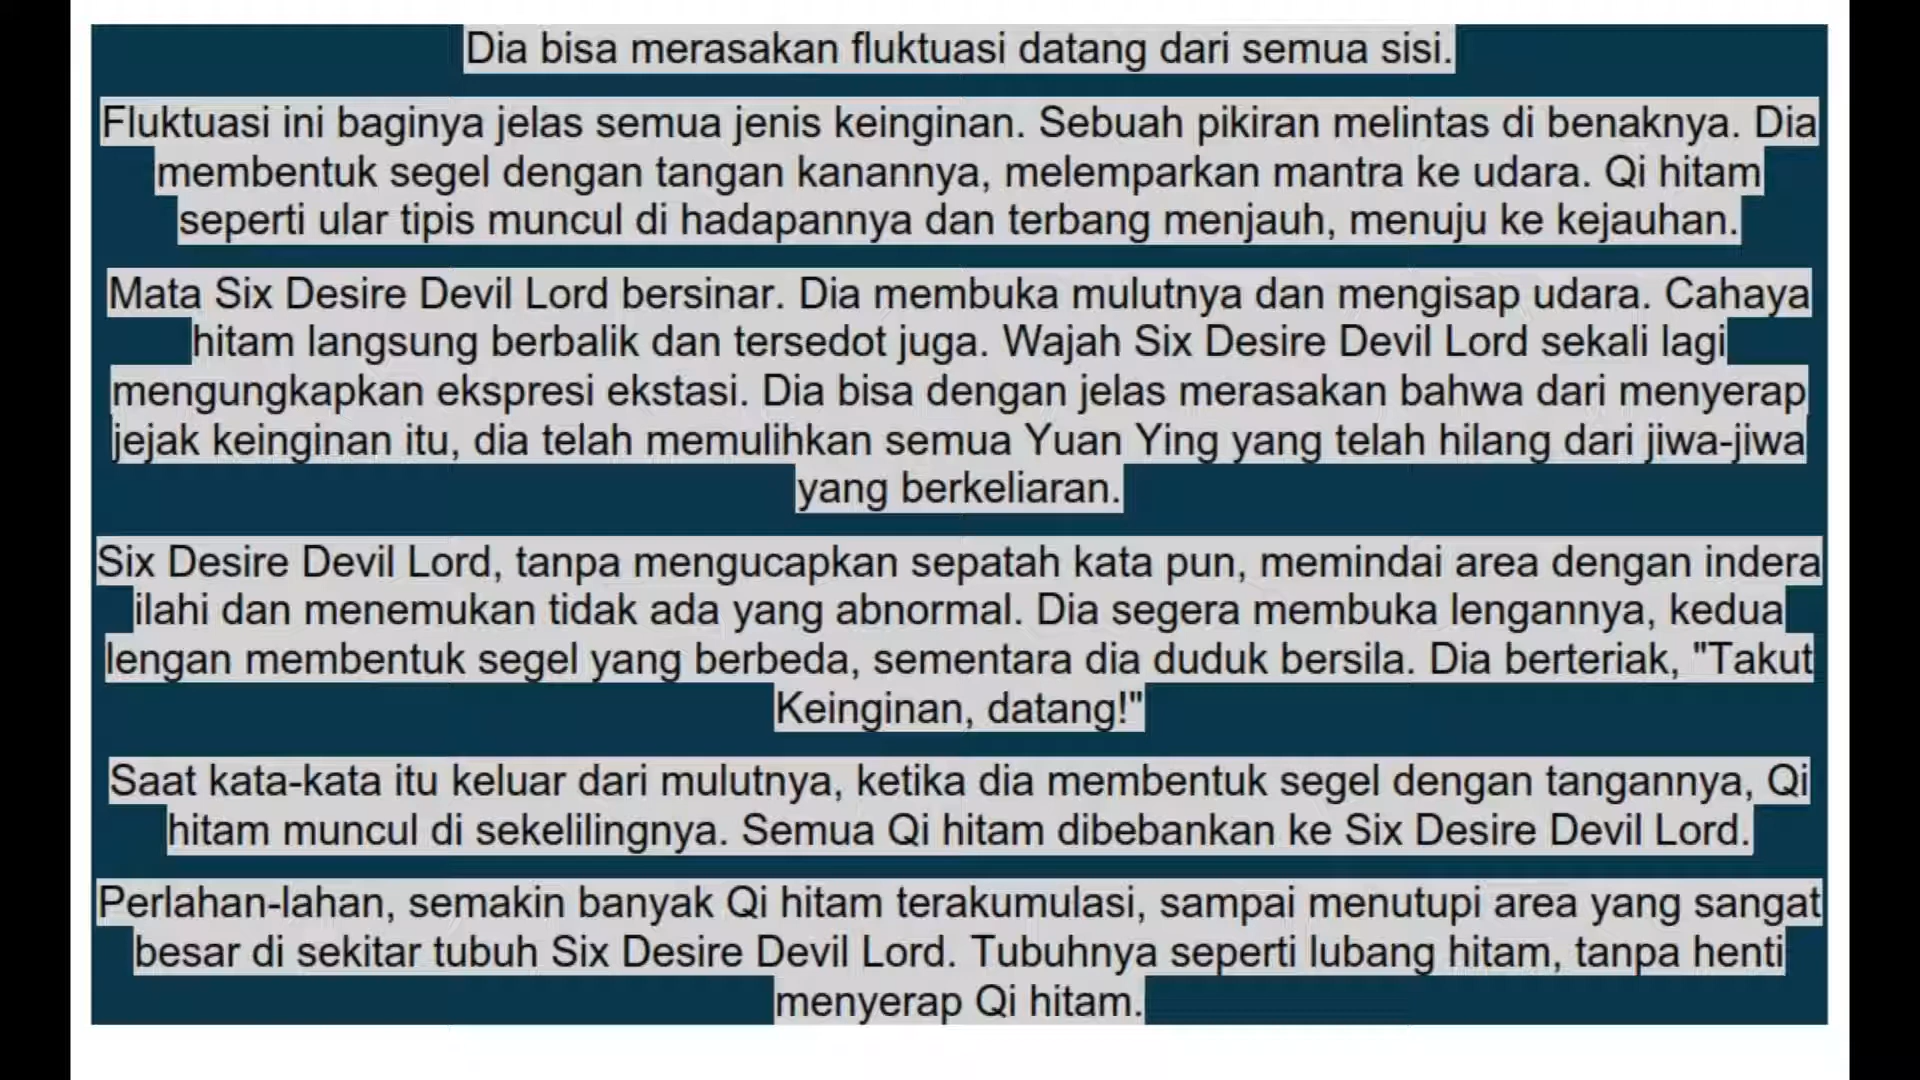 Dia bisa merasakan fluktuasi datang dari semua sisi.
Fluktuasi ini baginya jelas semua jenis keinginan. Sebuah pikiran melintas di benaknya. Dia
membentuk segel dengan tangan kanannya, melemparkan mantra ke udara. Qi hitam
seperti ular tipis muncul di hadapannya dan terbang menjauh, menuju ke kejauhan.
Mata Six Desire Devil Lord bersinar. Dia membuka mulutnya dan mengisap udara. Cahaya
hitam langsung berbalik dan tersedot juga. Wajah Six Desire Devil Lord sekali lagi
mengungkapkan ekspresi ekstasi. Dia bisa dengan jelas merasakan bahwa dari menyerap
jejak keinginan itu, dia telah memulihkan semua Yuan Ying yang telah hilang dari jiwa-jiwa
yang berkeliaran.
Six Desire Devil Lord, tanpa mengucapkan sepatah kata pun, memindai area dengan indera
ilahi dan menemukan tidak ada yang abnormal. Dia segera membuka lengannya, kedua
lengan membentuk segel yang berbeda, sementara dia duduk bersila. Dia berteriak, "Takut
Keinginan, datang!"
Saat kata-kata itu keluar dari mulutnya, ketika dia membentuk segel dengan tangannya, Qi
hitam muncul di sekelilingnya. Semua Qi hitam dibebankan ke Six Desire Devil Lord.
Perlahan-lahan, semakin banyak Qi hitam terakumulasi, sampai menutupi area yang sangat
besar di sekitar tubuh Six Desire Devil Lord. Tubuhnya seperti lubang hitam, tanpa henti
menyerap Qi hitam.